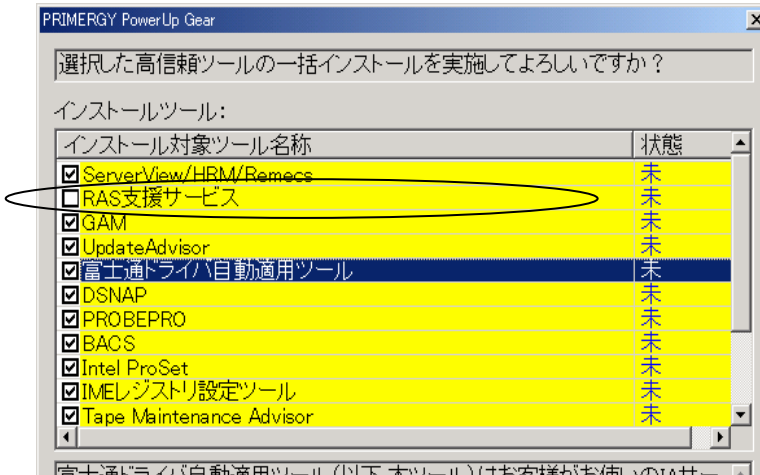 PRIMERGY PowerUp Gear
選択した高信頼ツールの一括インストールを実施してよろしいですか？
インストールツール：
インストール対象ツール名称 状態
ServerView/HRM/Remecs 未
RAS支援サービス 未
GAM 未
UpdateAdvisor 未
富士通ドライバ自動適用ツール 未
DSNAP 未
PROBEPRO 未
BACS 未
Intel ProSet 未
IMEレジストリ設定ツール 未
Tape Maintenance Advisor 未
富士通ドライバ自動適用ツール（以下、本ツール）はお客様がお使いのIAサー